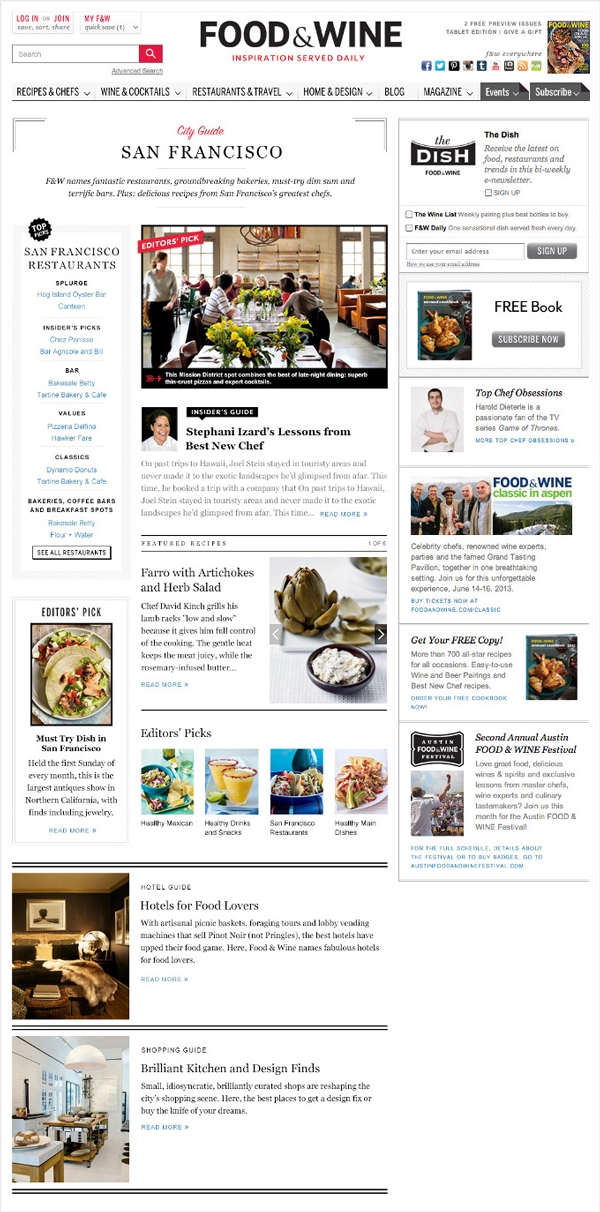 LOG IN OR JOIN
save, sort, share
MY F&W
quick save (1)
FOOD & WINE
INSPIRATION SERVED DAILY
2 FREE PREVIEW ISSUES
TABLET EDITION | GIVE A GIFT
Search
f&w everywhere
Advanced Search
RECIPES & CHEFS
WINE & COCKTAILS
RESTAURANTS & TRAVEL
HOME & DESIGN
BLOG
MAGAZINE
Events
Subscribe
City Guide
SAN FRANCISCO
F&W names fantastic restaurants, groundbreaking bakeries, must-try dim sum and
terrific bars. Plus: delicious recipes from San Francisco's greatest chefs.
TOP
PICKS
SAN FRANCISCO
RESTAURANTS
SPLURGE
Hog Island Oyster Bar
Canteen
INSIDER'S PICKS
Chez Panisse
Bar Agricole and Bill
BAR
Bakesale Betty
Tartine Bakery & Cafe
VALUES
Pizzeria Delfina
Hawker Fare
CLASSICS
Dynamo Donuts
Tartine Bakery & Cafe
BAKERIES, COFFEE BARS
AND BREAKFAST SPOTS
Bakesale Betty
Flour + Water
SEE ALL RESTAURANTS
EDITORS' PICK
Must Try Dish in
San Francisco
Held the first Sunday of
every month, this is the
largest antiques show in
Northern California, with
finds including jewelry.
READ MORE »
EDITORS' PICK
This Mission District spot combines the best of late-night dining: superb
thin-crust pizzas and expert cocktails.
INSIDER'S GUIDE
Stephani Izard's Lessons from
Best New Chef
On past trips to Hawaii, Joel Stein stayed in touristy areas and
never made it to the exotic landscapes he'd glimpsed from afar. This
time, he booked a trip with a company that On past trips to Hawaii,
Joel Stein stayed in touristy areas and never made it to the exotic
landscapes he'd glimpsed from afar. This time... READ MORE »
FEATURED RECIPES
1 OF 6
Farro with Artichokes
and Herb Salad
Chef David Kinch grills his
lamb racks "low and slow"
because it gives him full control
of the cooking. The gentle heat
keeps the meat juicy, while the
rosemary-infused butter...
READ MORE »
Editors' Picks
Healthy Mexican
Healthy Drinks
and Snacks
San Francisco
Restaurants
Healthy Main
Dishes
HOTEL GUIDE
Hotels for Food Lovers
With artisanal picnic baskets, foraging tours and lobby vending
machines that sell Pinot Noir (not Pringles), the best hotels have
upped their food game. Here, Food & Wine names fabulous hotels
for food lovers.
READ MORE »
SHOPPING GUIDE
Brilliant Kitchen and Design Finds
Small, idiosyncratic, brilliantly curated shops are reshaping the
city's shopping scene. Here, the best places to get a design fix or
buy the knife of your dreams.
READ MORE »
the
DISH
FOOD&WINE
The Dish
Receive the latest on
food, restaurants and
trends in this bi-weekly
e-newsletter.
SIGN UP
The Wine List Weekly pairing plus best bottles to buy.
F&W Daily One sensational dish served fresh every day.
Enter your email address
SIGN UP
How we use your email address
FREE Book
SUBSCRIBE NOW
Top Chef Obsessions
Harold Dieterle is a
passionate fan of the TV
series Game of Thrones.
MORE TOP CHEF OBSESSIONS »
FOOD&WINE
classic in aspen
Celebrity chefs, renowned wine experts,
parties and the famed Grand Tasting
Pavilion, together in one breathtaking
setting. Join us for this unforgettable
experience, June 14-16, 2013.
BUY TICKETS NOW AT
FOODANDWINE.COM/CLASSIC
Get Your FREE Copy!
More than 700 all-star recipes
for all occasions. Easy-to-use
Wine and Beer Pairings and
Best New Chef recipes.
ORDER YOUR FREE COOKBOOK
NOW!
AUSTIN
FOOD&WINE
FESTIVAL
Second Annual Austin
FOOD & WINE Festival
Love great food, delicious
wines & spirits and exclusive
lessons from master chefs,
wine experts and culinary
tastemakers? Join us this
month for the Austin FOOD &
WINE Festival!
FOR THE FULL SCHEDULE, DETAILS ABOUT
THE FESTIVAL OR TO BUY BADGES, GO TO
AUSTINFOODANDWINEFESTIVAL.COM